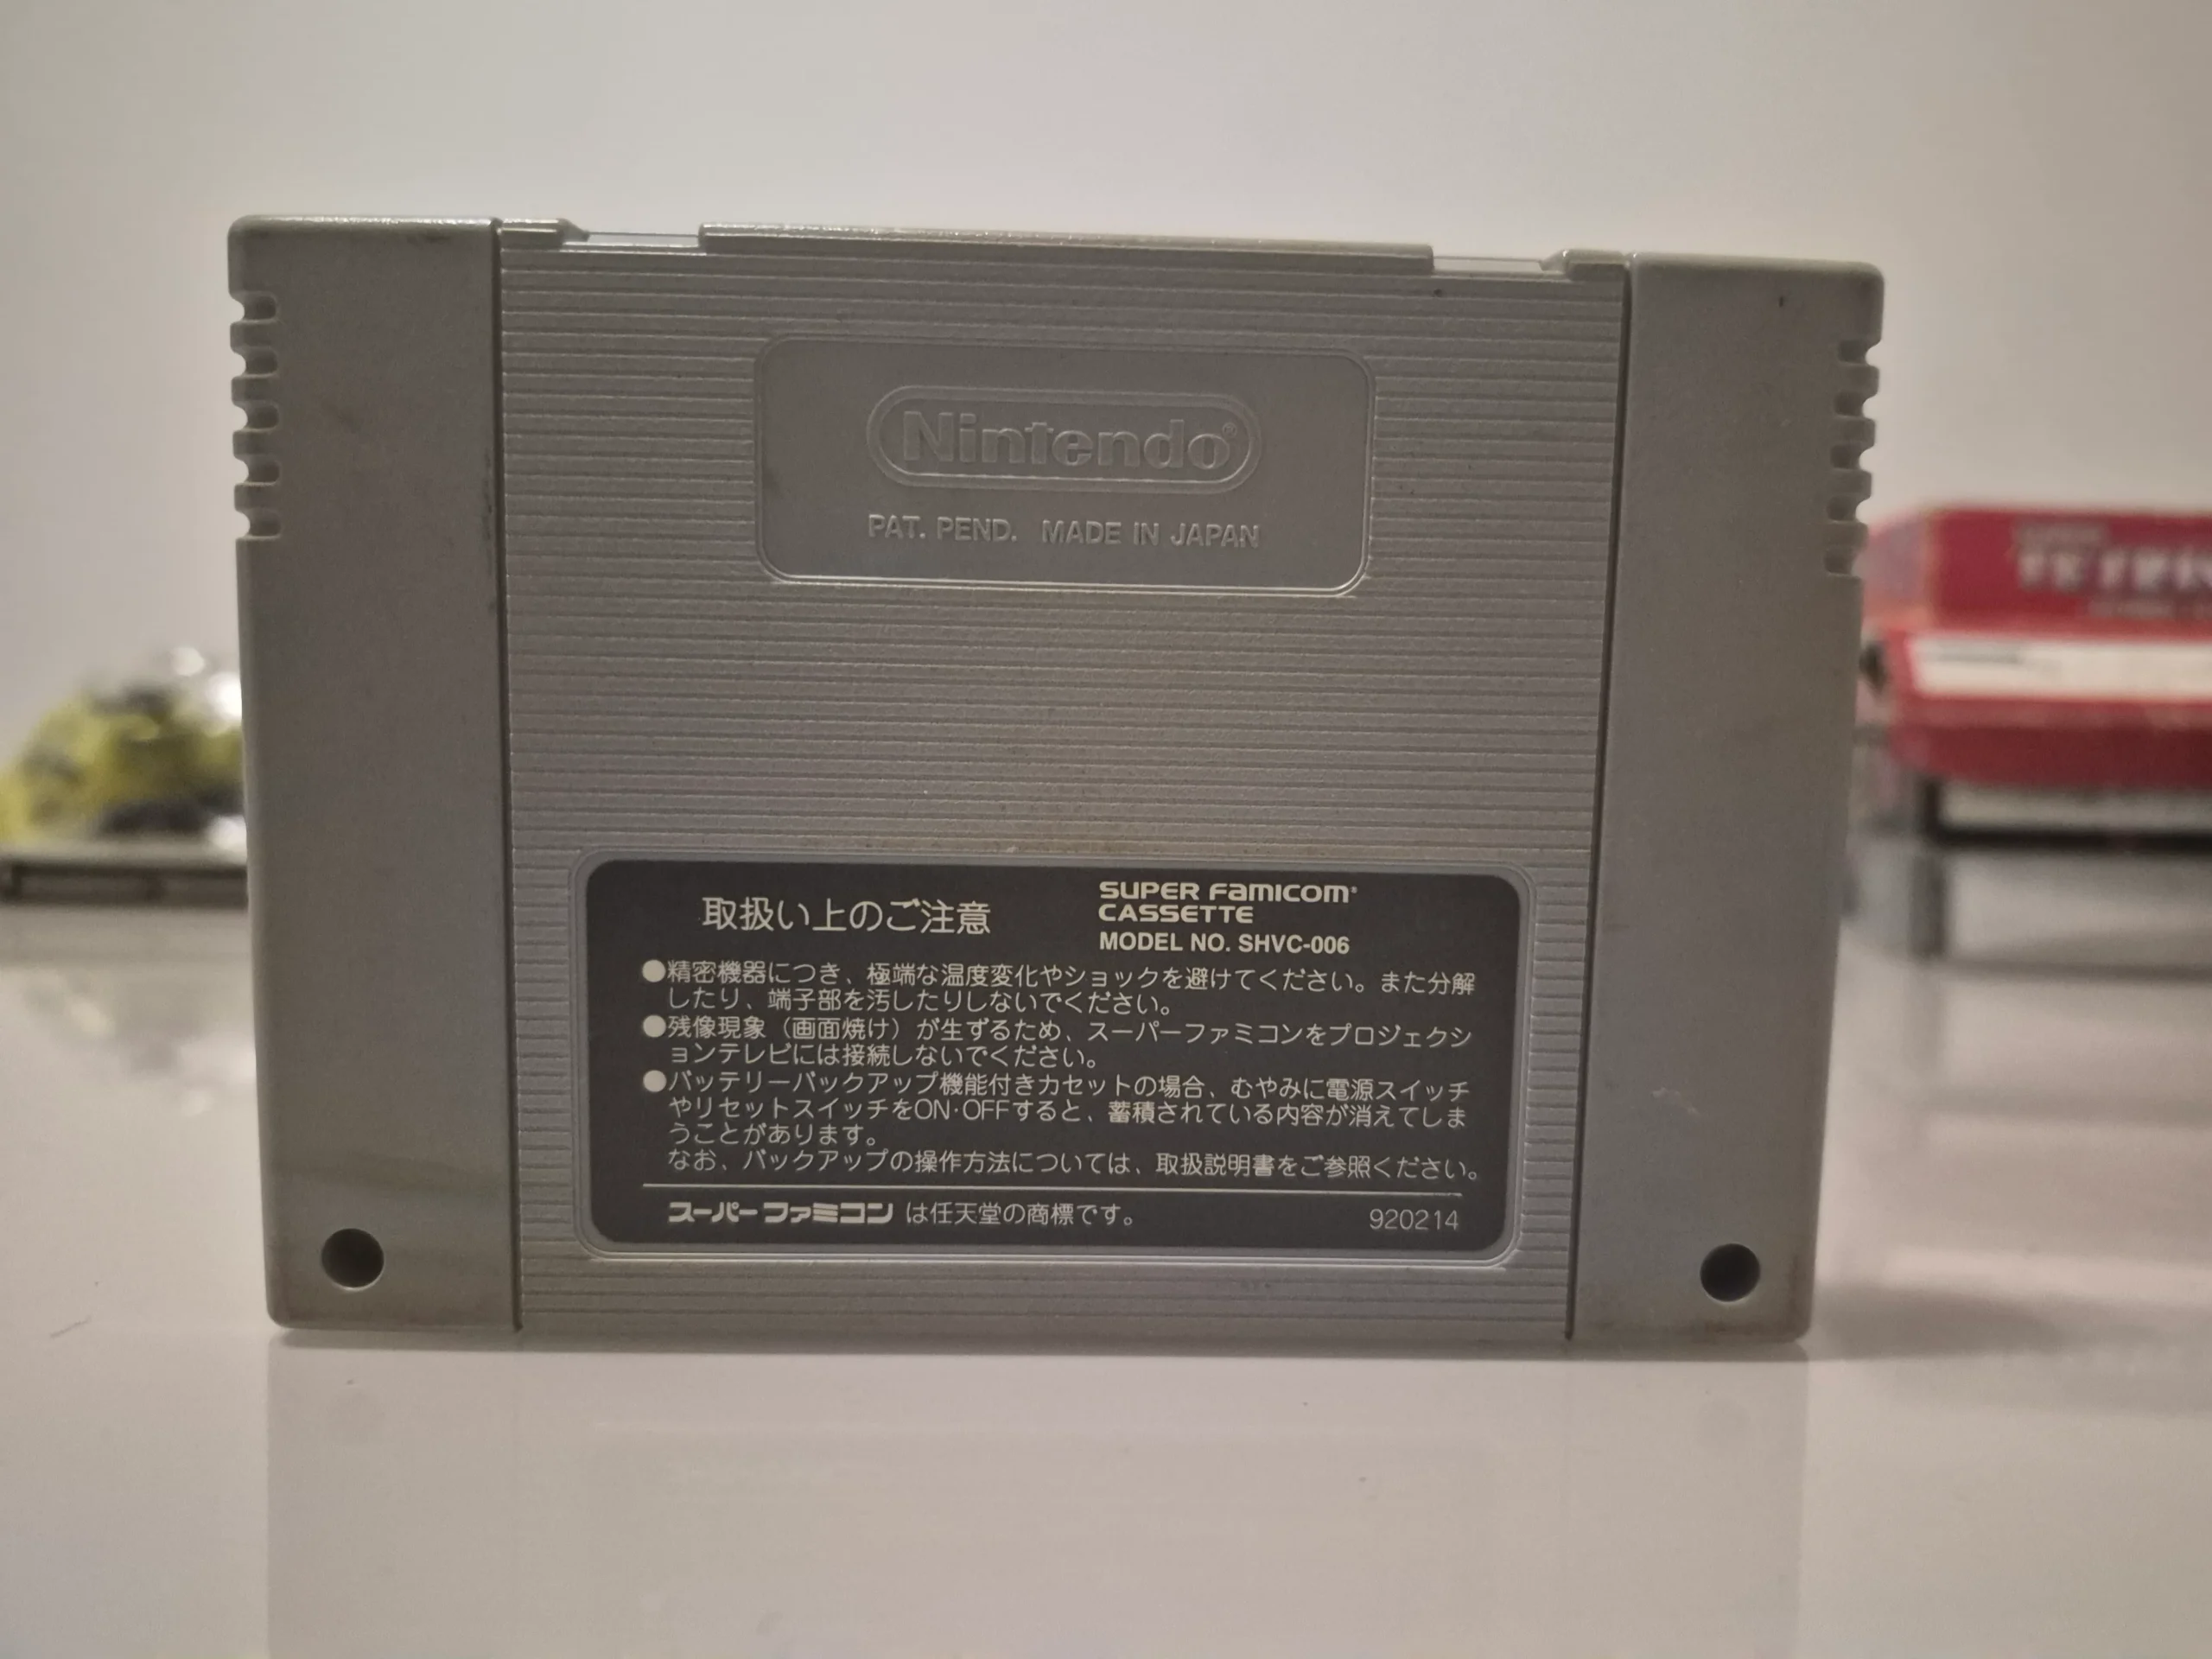 Nintendo®
PAT. PEND. MADE IN JAPAN
取扱い上のご注意
SUPER FAMICOM®
CASSETTE
MODEL NO. SHVC-006
●精密機器につき、極端な温度変化やショックを避けてください。また分解
したり、端子部を汚したりしないでください。
●残像現象（画面焼け）が生ずるため、スーパーファミコンをプロジェクシ
ョンテレビには接続しないでください。
●バッテリーバックアップ機能付きカセットの場合、むやみに電源スイッチ
やリセットスイッチをON･OFFすると、蓄積されている内容が消えてしま
うことがあります。
なお、バックアップの操作方法については、取扱説明書をご参照ください。
スーパーファミコン は任天堂の商標です。
920214